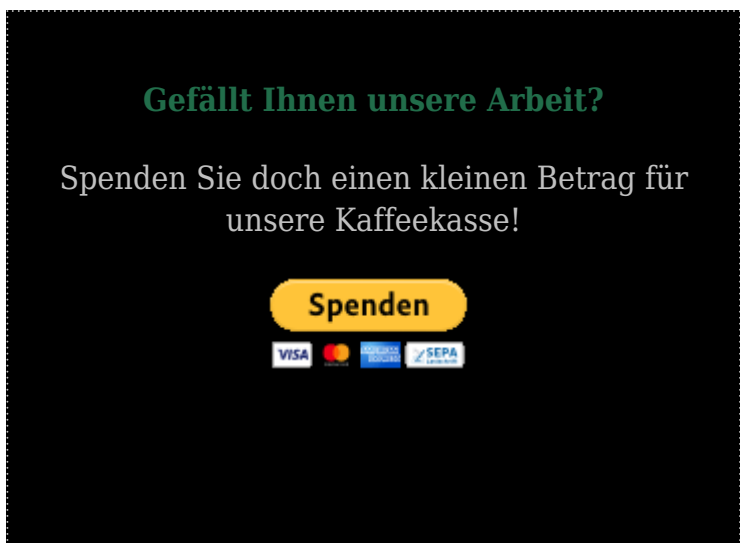 Gefällt Ihnen unsere Arbeit?
Spenden Sie doch einen kleinen Betrag für
unsere Kaffeekasse!
Spenden
VISA SEPA